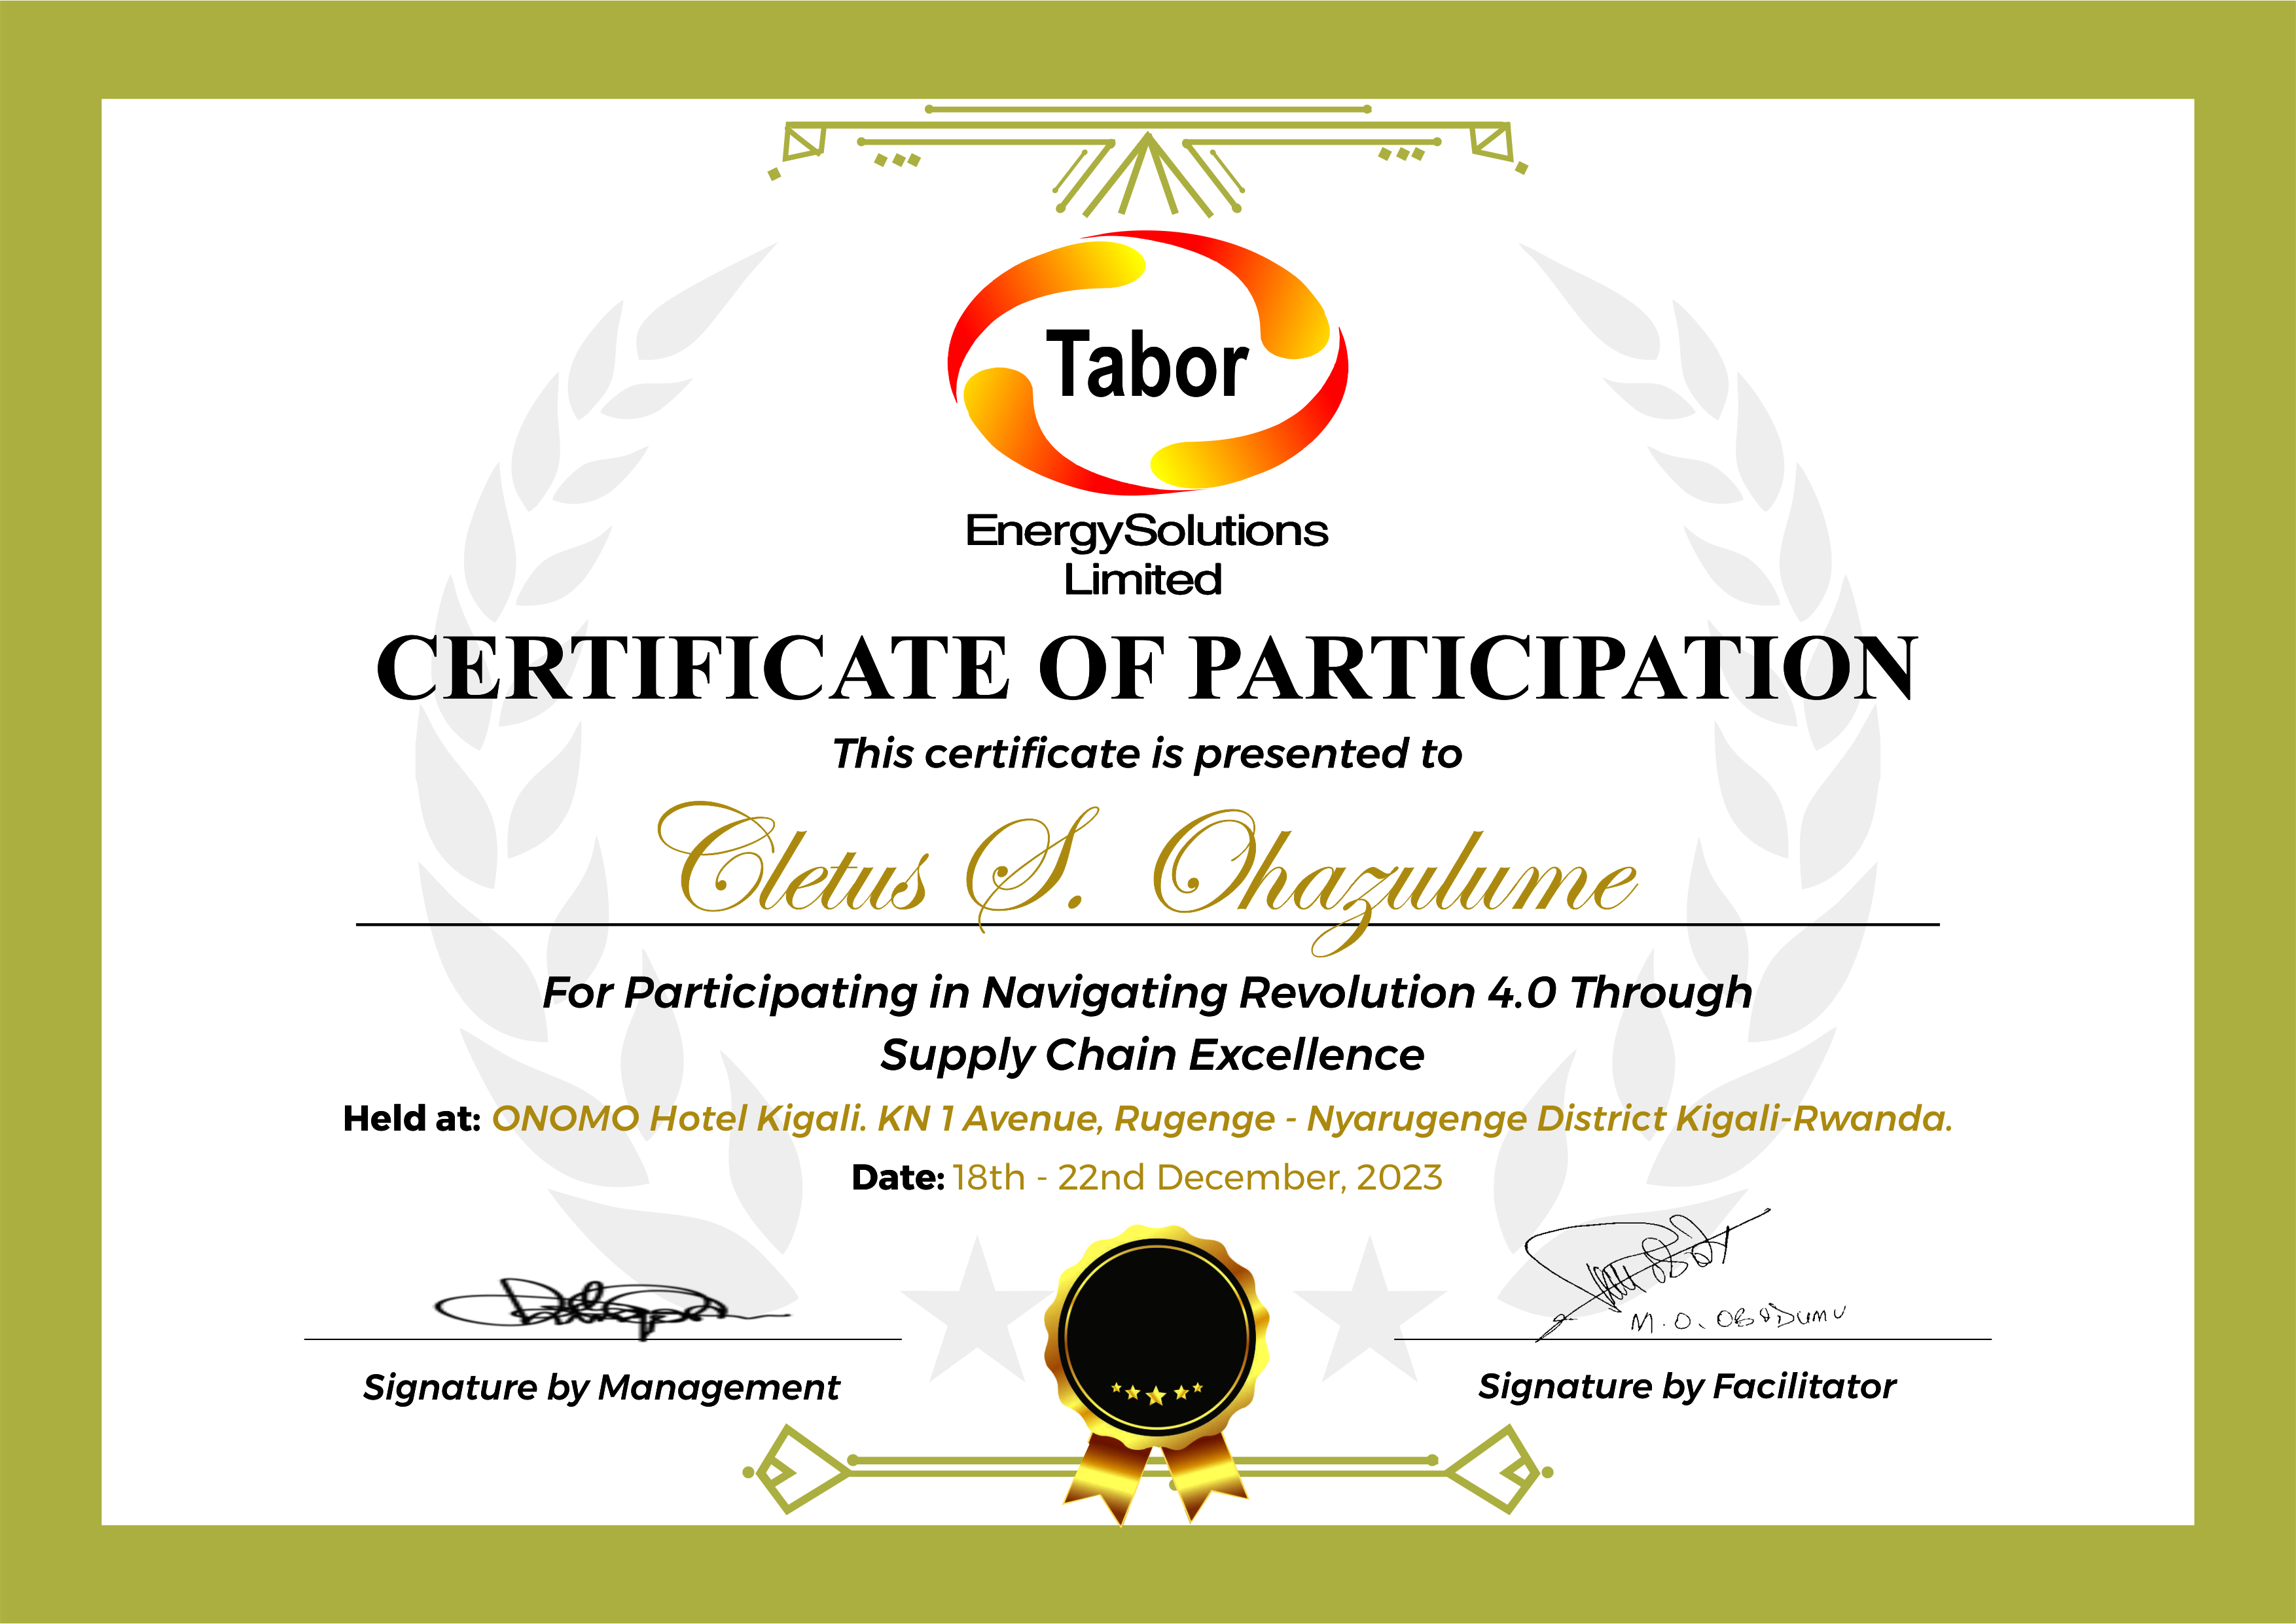 Tabor
EnergySolutions
Limited
CERTIFICATE OF PARTICIPATION
This certificate is presented to
Cletus S. Ohazulume
For Participating in Navigating Revolution 4.0 Through
Supply Chain Excellence
Held at: ONOMO Hotel Kigali. KN 1 Avenue, Rugenge - Nyarugenge District Kigali-Rwanda.
Date: 18th - 22nd December, 2023
Signature by Management
M.O. OBADUMU
Signature by Facilitator